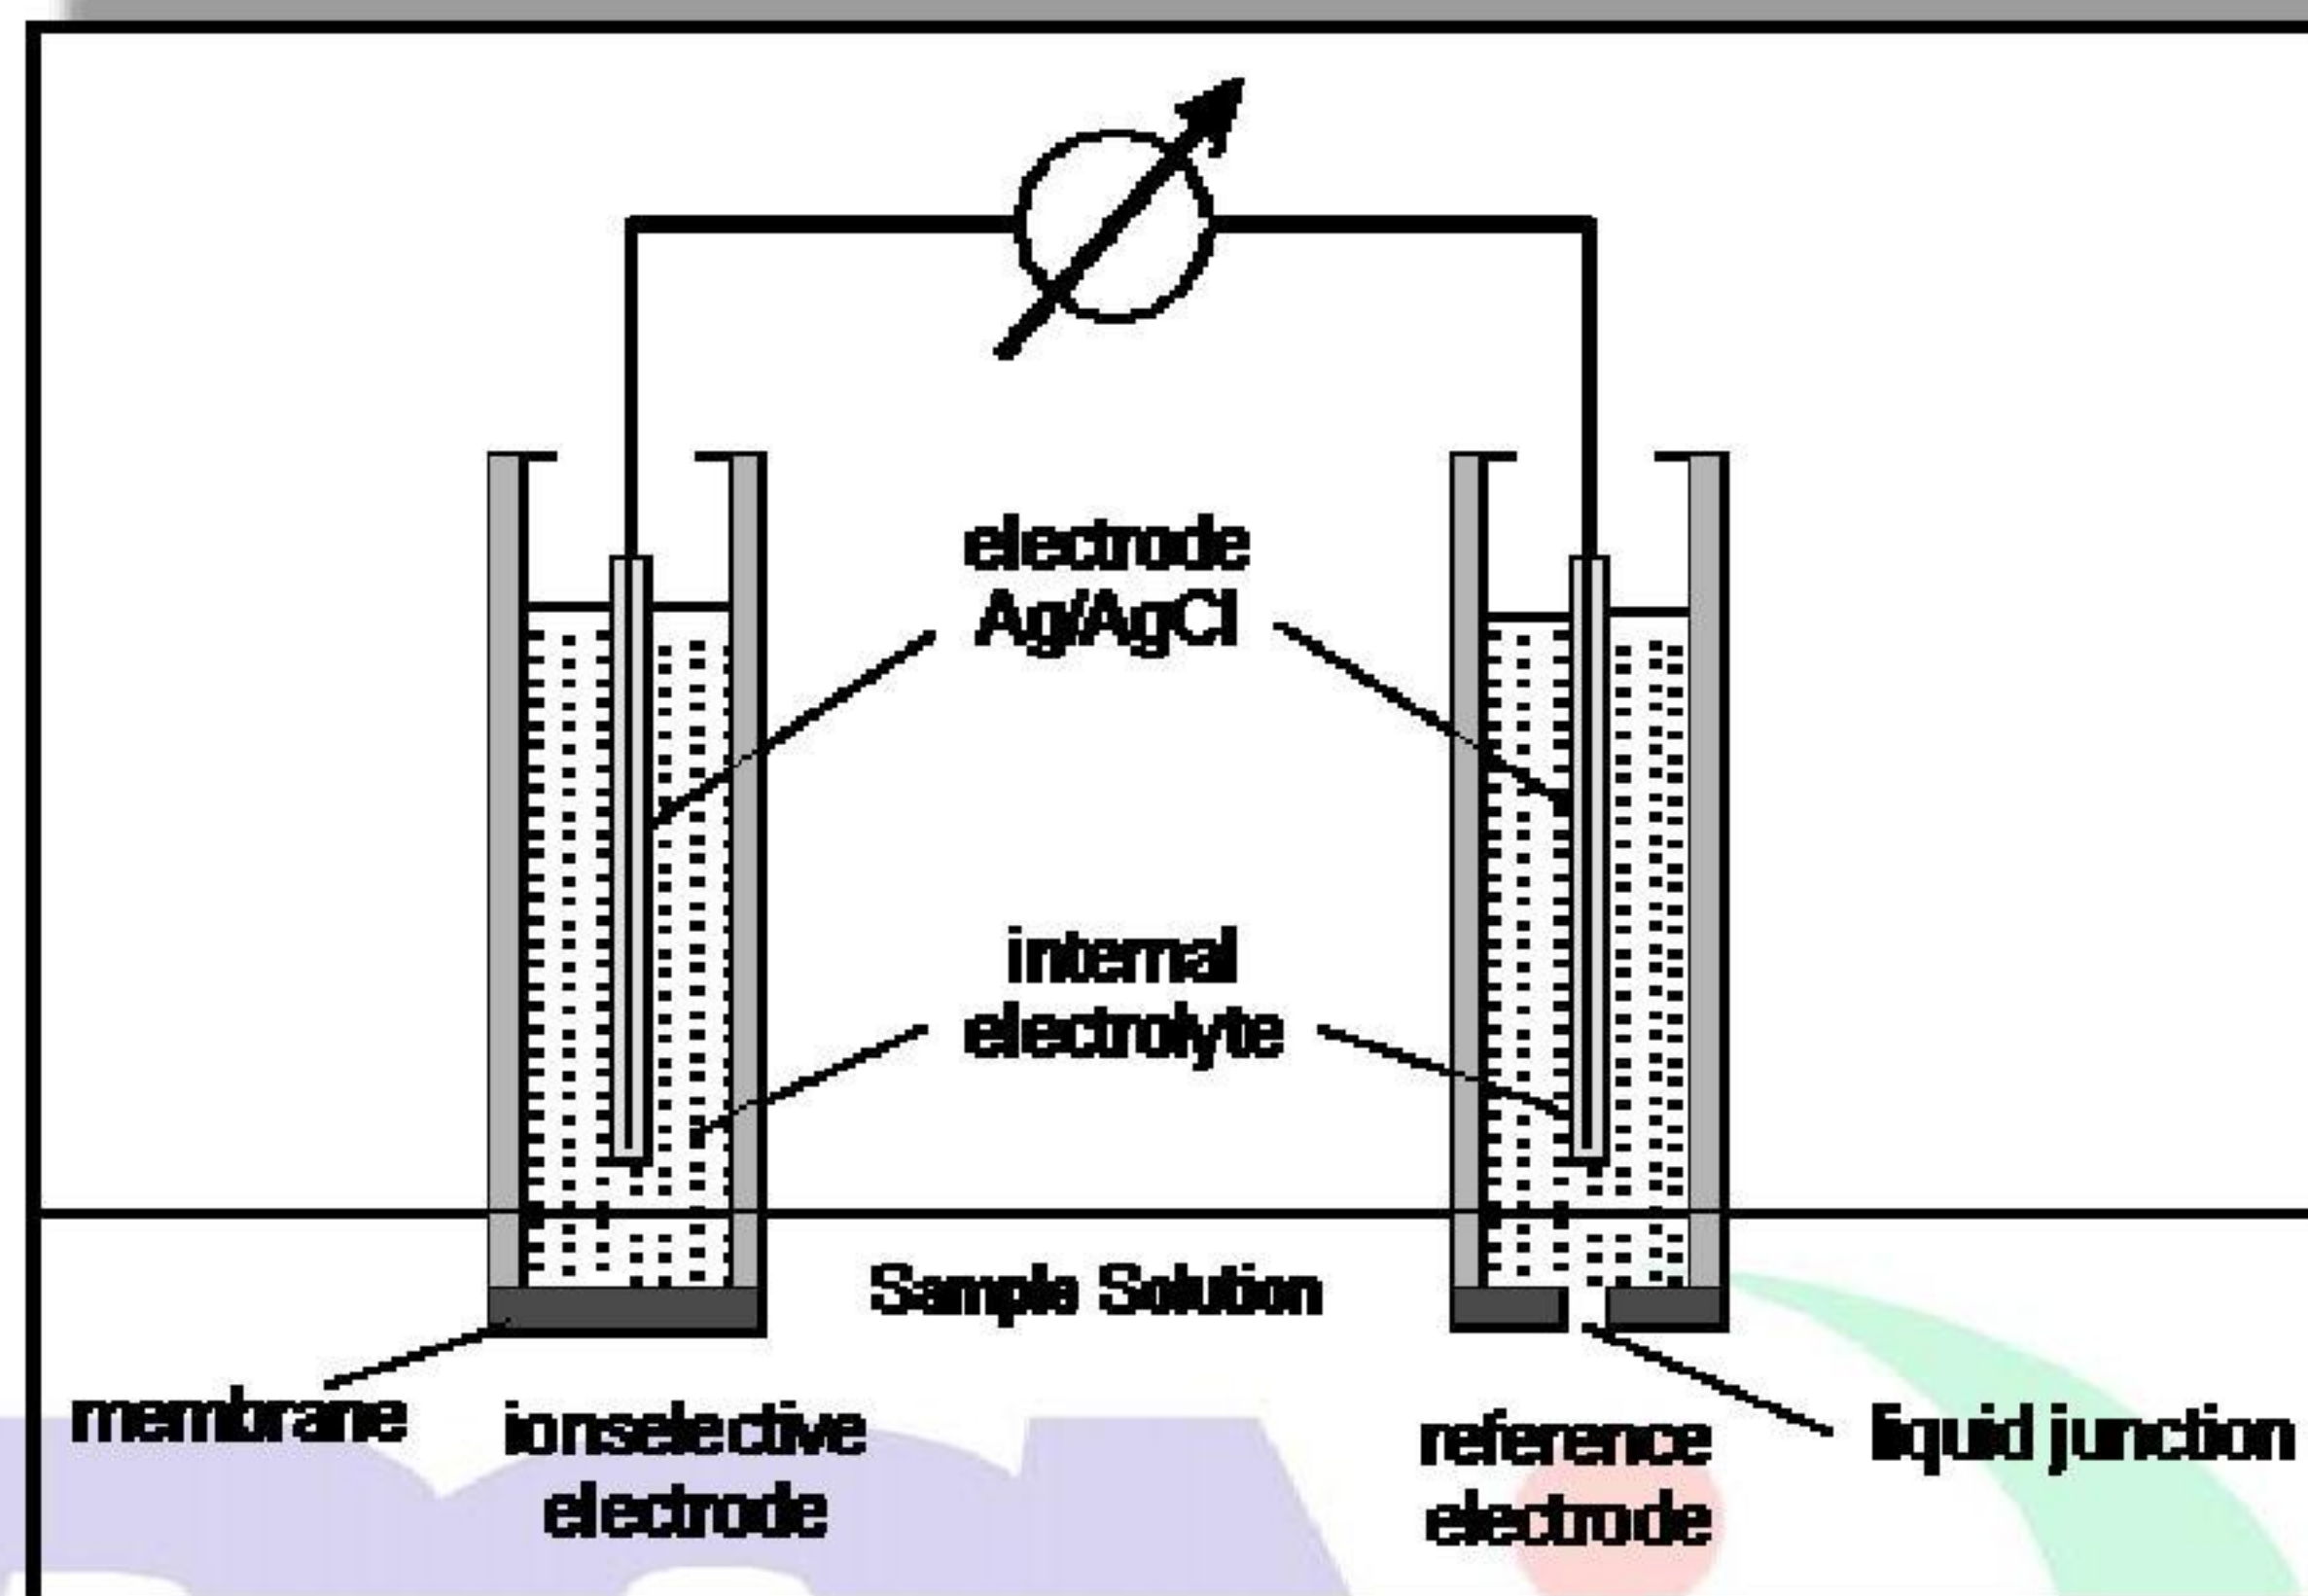 electrode
Ag/AgCl
internal
electrolyte
Sample Solution
membrane
ionselective
electrode
reference
electrode
liquid junction